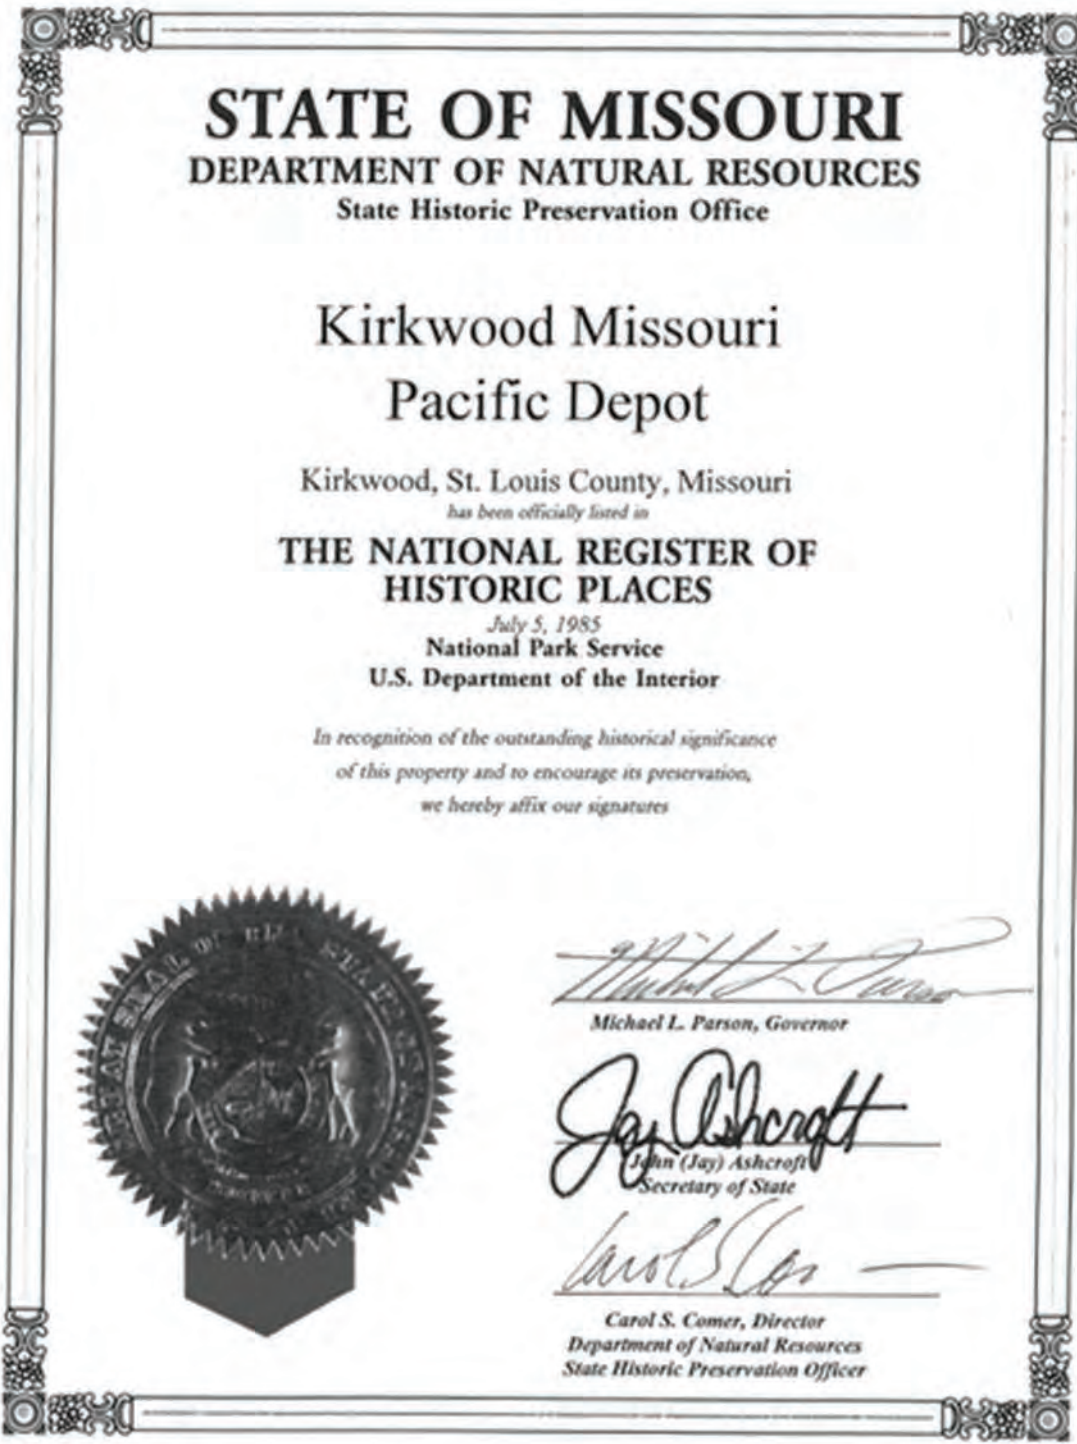 STATE OF MISSOURI
DEPARTMENT OF NATURAL RESOURCES
State Historic Preservation Office
Kirkwood Missouri
Pacific Depot
Kirkwood, St. Louis County, Missouri
has been officially listed in
THE NATIONAL REGISTER OF
HISTORIC PLACES
July 5, 1985
National Park Service
U.S. Department of the Interior
In recognition of the outstanding historical significance
of this property and to encourage its preservation,
we hereby affix our signatures
Michael L. Parson
Michael L. Parson, Governor
Jay Ashcroft
John (Jay) Ashcroft
Secretary of State
Carol S Com
Carol S. Comer, Director
Department of Natural Resources
State Historic Preservation Officer